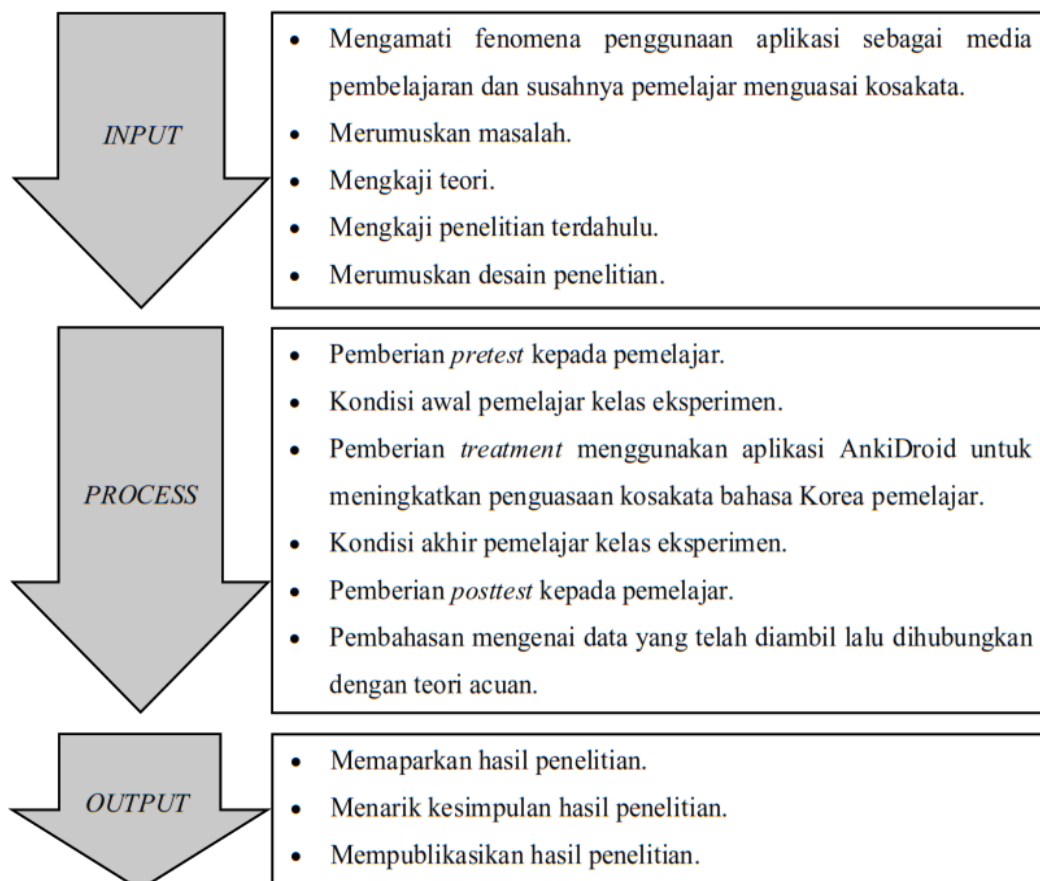 INPUT
• Mengamati fenomena penggunaan aplikasi sebagai media
pembelajaran dan susahnya pemelajar menguasai kosakata.
• Merumuskan masalah.
• Mengkaji teori.
• Mengkaji penelitian terdahulu.
• Merumuskan desain penelitian.
PROCESS
• Pemberian pretest kepada pemelajar.
• Kondisi awal pemelajar kelas eksperimen.
• Pemberian treatment menggunakan aplikasi AnkiDroid untuk
meningkatkan penguasaan kosakata bahasa Korea pemelajar.
• Kondisi akhir pemelajar kelas eksperimen.
• Pemberian posttest kepada pemelajar.
• Pembahasan mengenai data yang telah diambil lalu dihubungkan
dengan teori acuan.
OUTPUT
• Memaparkan hasil penelitian.
• Menarik kesimpulan hasil penelitian.
• Mempublikasikan hasil penelitian.